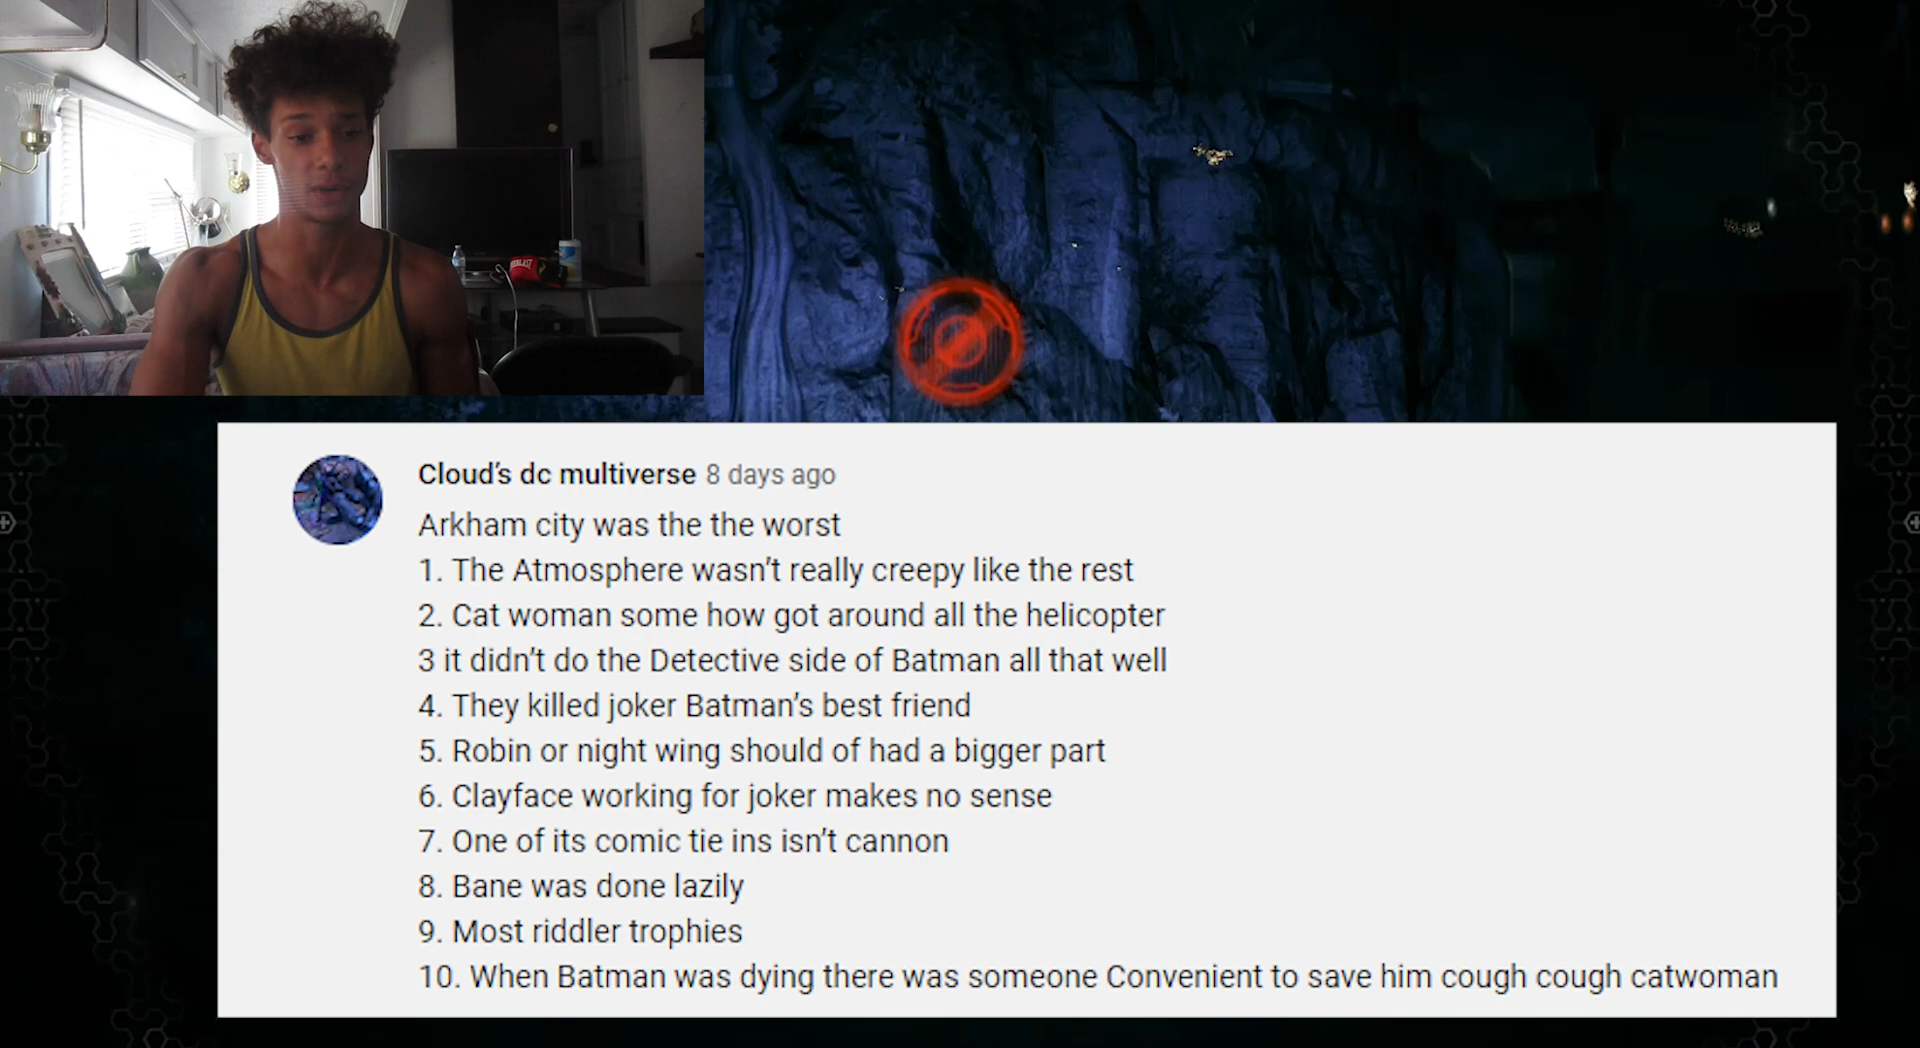 EVERLAST
Cloud’s dc multiverse 8 days ago
Arkham city was the the worst
1. The Atmosphere wasn’t really creepy like the rest
2. Cat woman some how got around all the helicopter
3 it didn’t do the Detective side of Batman all that well
4. They killed joker Batman’s best friend
5. Robin or night wing should of had a bigger part
6. Clayface working for joker makes no sense
7. One of its comic tie ins isn’t cannon
8. Bane was done lazily
9. Most riddler trophies
10. When Batman was dying there was someone Convenient to save him cough cough catwoman